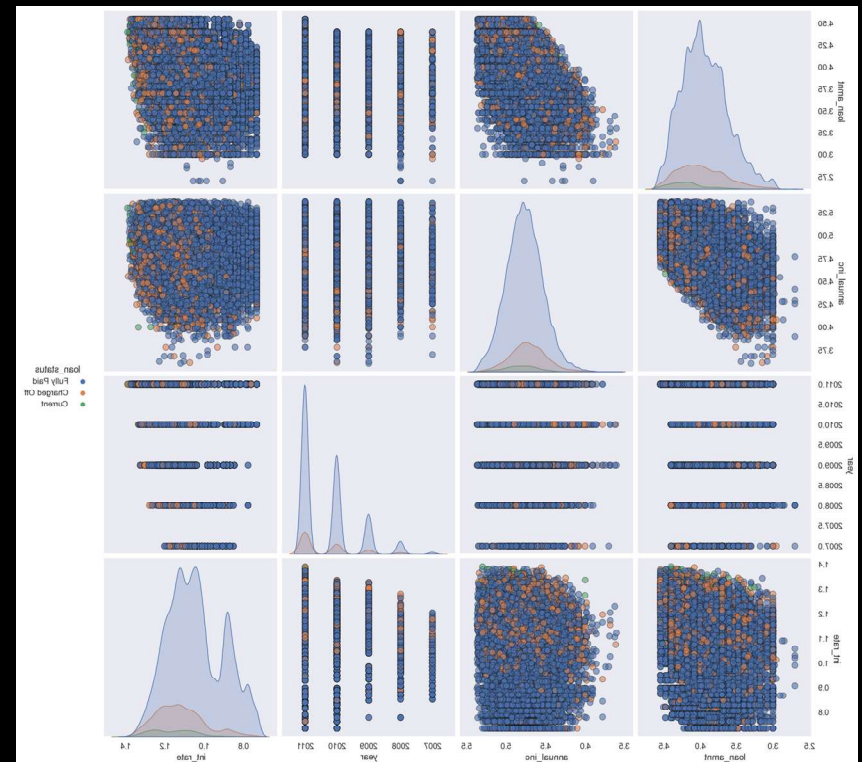 4.50
4.25
4.00
3.75
3.50
3.25
3.00
2.75
loan_amnt
5.25
5.00
4.75
4.50
4.25
4.00
3.75
annual_inc
2011.0
2010.5
2010.0
2009.5
2009.0
2008.5
2008.0
2007.5
2007.0
year
1.4
1.3
1.2
1.1
1.0
0.9
0.8
int_rate
2.5 3.0 3.5 4.0 4.5
loan_amnt
3.5 4.0 4.5 5.0 5.5
annual_inc
2007 2008 2009 2010 2011
year
0.8 1.0 1.2 1.4
int_rate
loan status
Fully Paid
Charged Off
Current